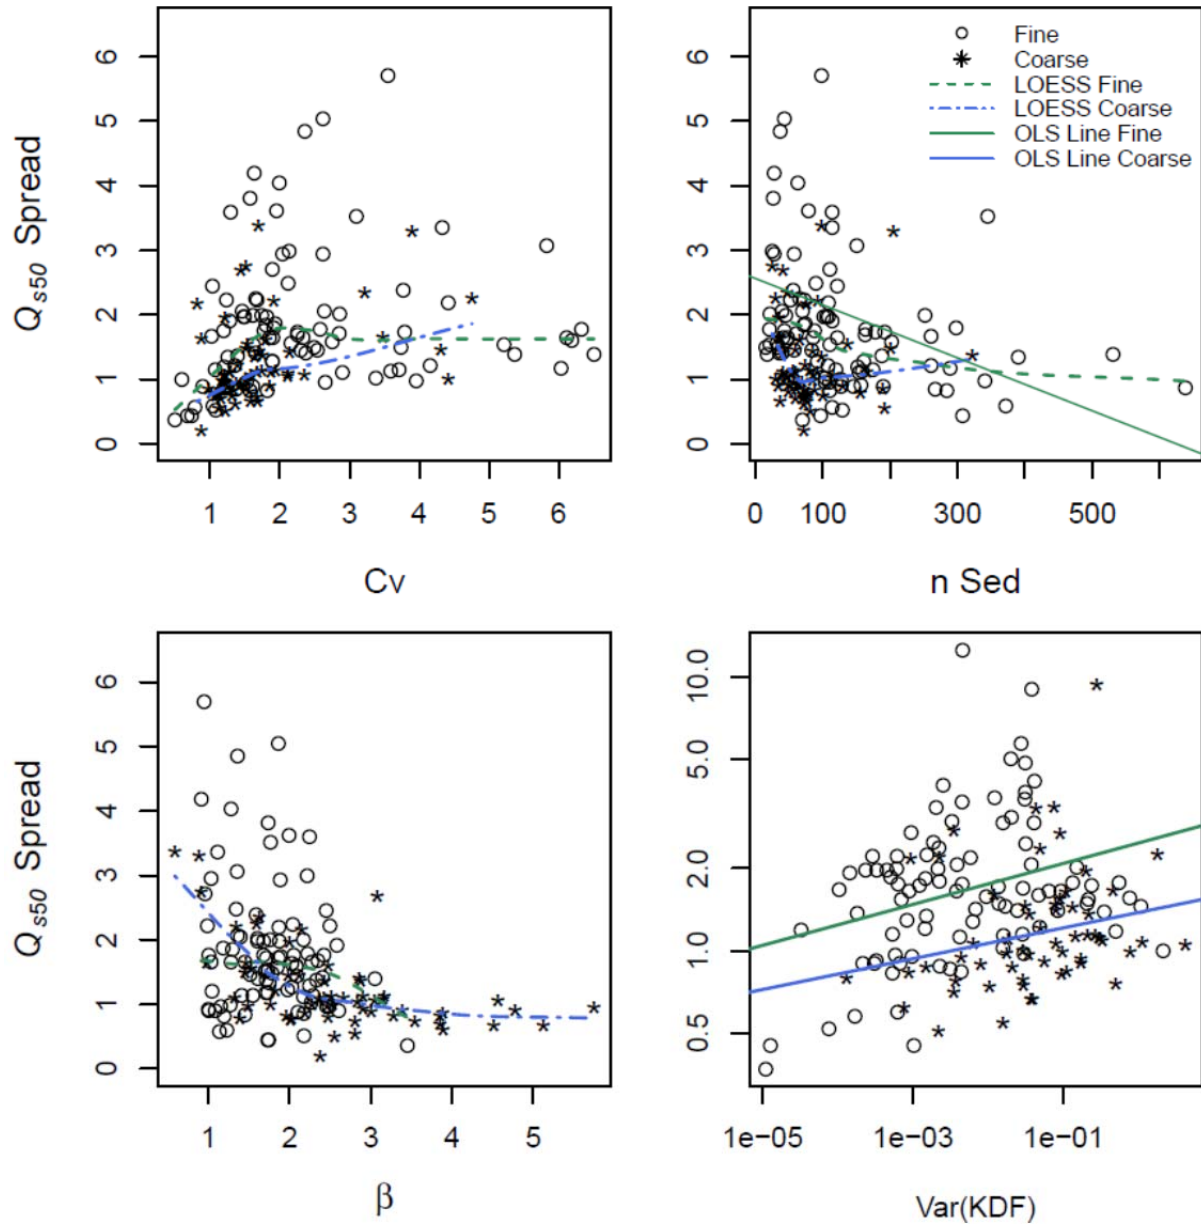 Q_s50 Spread
6
5
4
3
2
1
0
1 2 3 4 5 6
Cv
6
5
4
3
2
1
0
Fine
Coarse
LOESS Fine
LOESS Coarse
OLS Line Fine
OLS Line Coarse
0 100 300 500
n Sed
Q_s50 Spread
6
5
4
3
2
1
0
1 2 3 4 5
β
10.0
5.0
2.0
1.0
0.5
1e−05 1e−03 1e−01
Var(KDF)